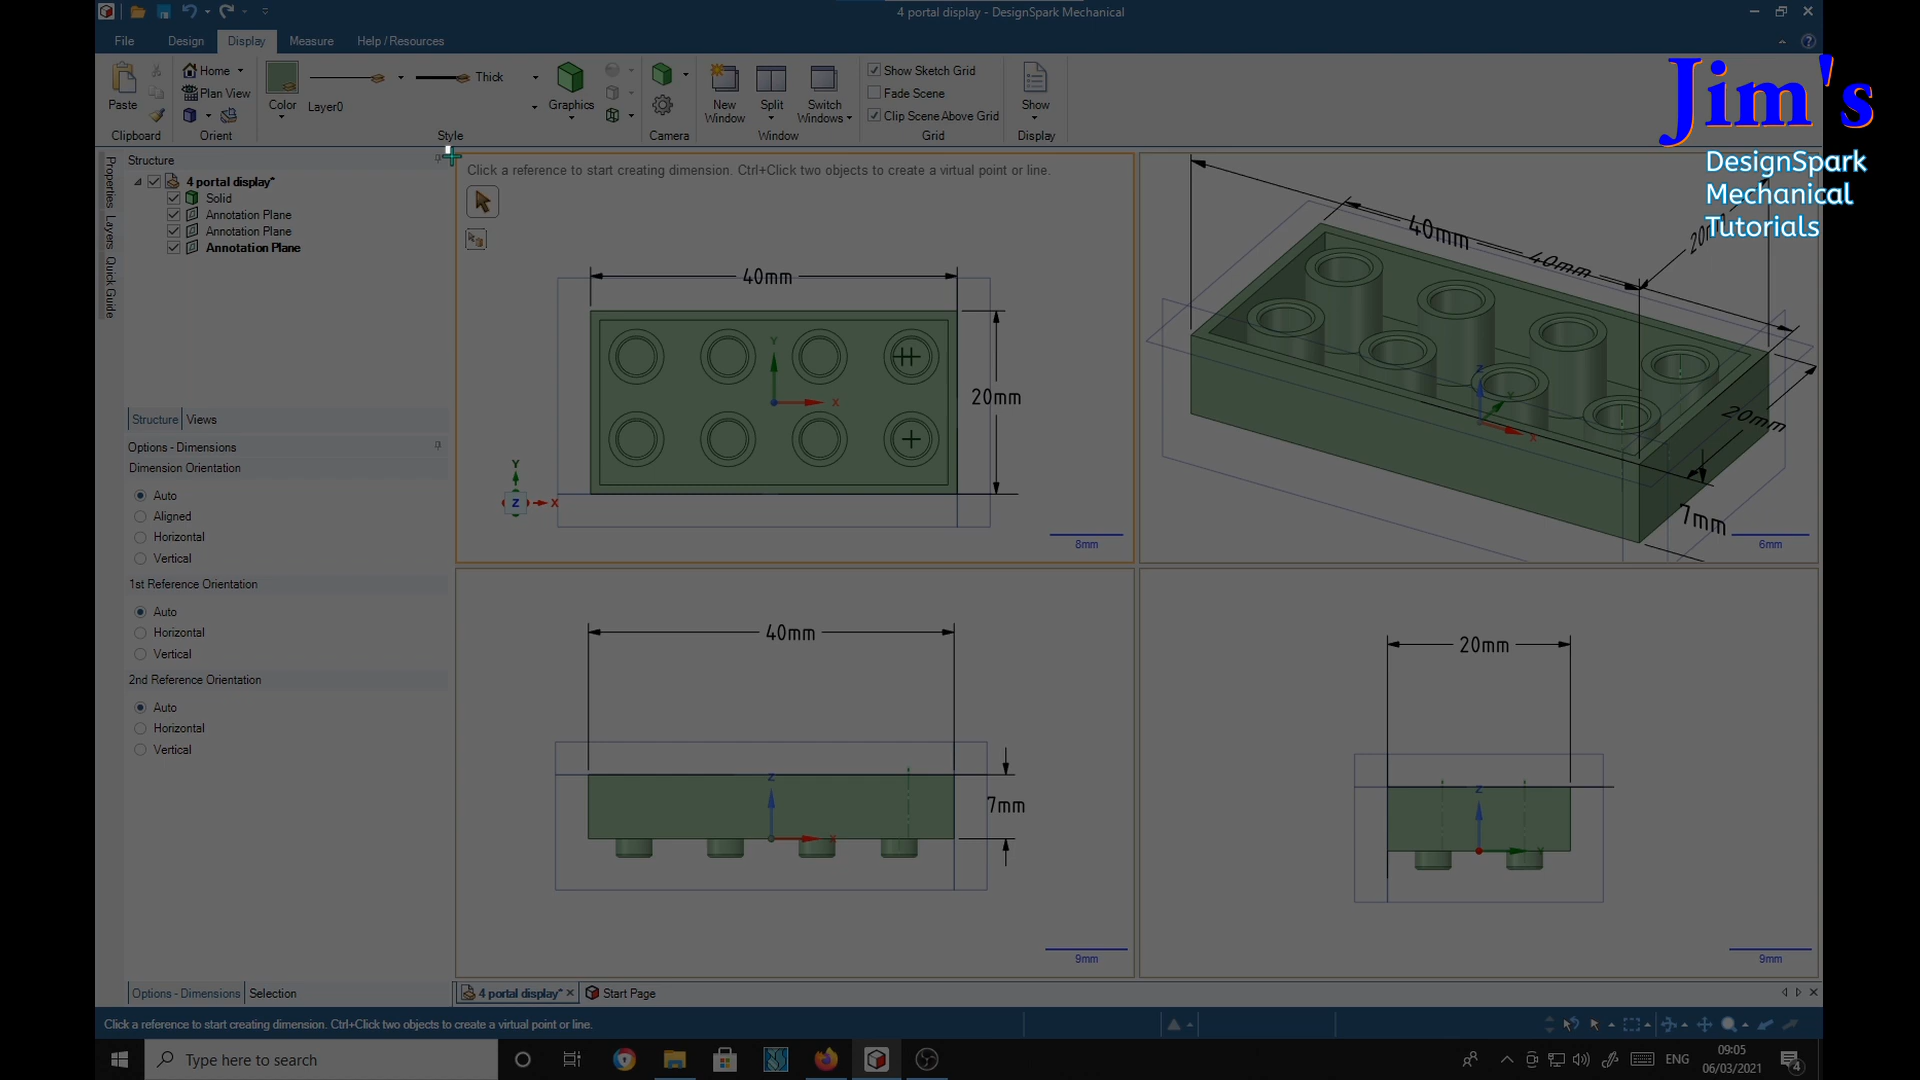 4 portal display - DesignSpark Mechanical
File Design Display Measure Help / Resources
Paste
Clipboard
Home
Plan View
Orient
Color
Layer0
Thick
Style
Graphics
Camera
New Window
Split
Switch Windows
Window
Show Sketch Grid
Fade Scene
Clip Scene Above Grid
Grid
Show
Display
Jim's
DesignSpark
Mechanical
Tutorials
Properties
Layers
Quick Guide
Structure
4 portal display*
Solid
Annotation Plane
Annotation Plane
Annotation Plane
Structure Views
Options - Dimensions
Dimension Orientation
Auto
Aligned
Horizontal
Vertical
1st Reference Orientation
Auto
Horizontal
Vertical
2nd Reference Orientation
Auto
Horizontal
Vertical
Options - Dimensions Selection
Click a reference to start creating dimension. Ctrl+Click two objects to create a virtual point or line.
40mm
20mm
Y
X
Y
Z
X
8mm
40mm
40mm
20mm
7mm
Z
Y
X
6mm
40mm
7mm
Z
X
9mm
20mm
Z
Y
9mm
4 portal display*
Start Page
Click a reference to start creating dimension. Ctrl+Click two objects to create a virtual point or line.
Type here to search
ENG
09:05
06/03/2021
4